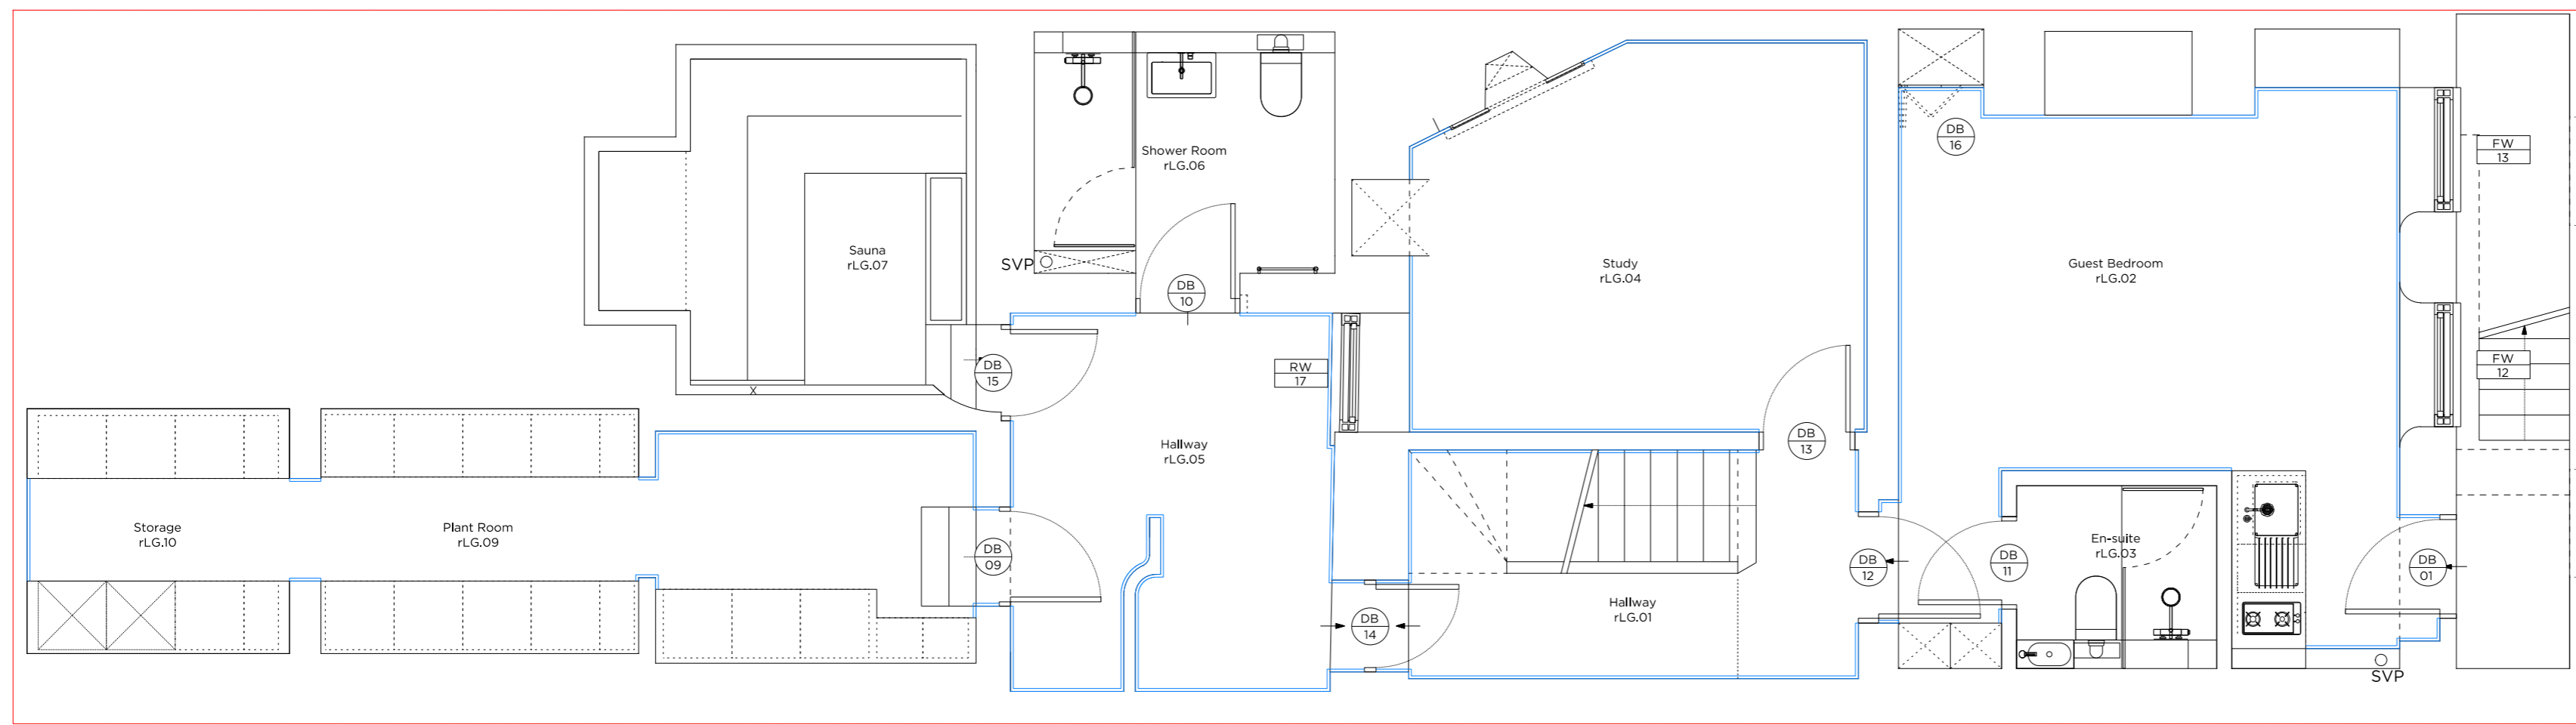 Shower Room
rLG.06
DB
16
FW
13
Sauna
rLG.07
SVP
Study
rLG.04
Guest Bedroom
rLG.02
DB
10
DB
15
RW
17
FW
12
DB
13
Hallway
rLG.05
Storage
rLG.10
Plant Room
rLG.09
DB
09
En-suite
rLG.03
DB
12
DB
11
DB
01
Hallway
rLG.01
DB
14
SVP
X